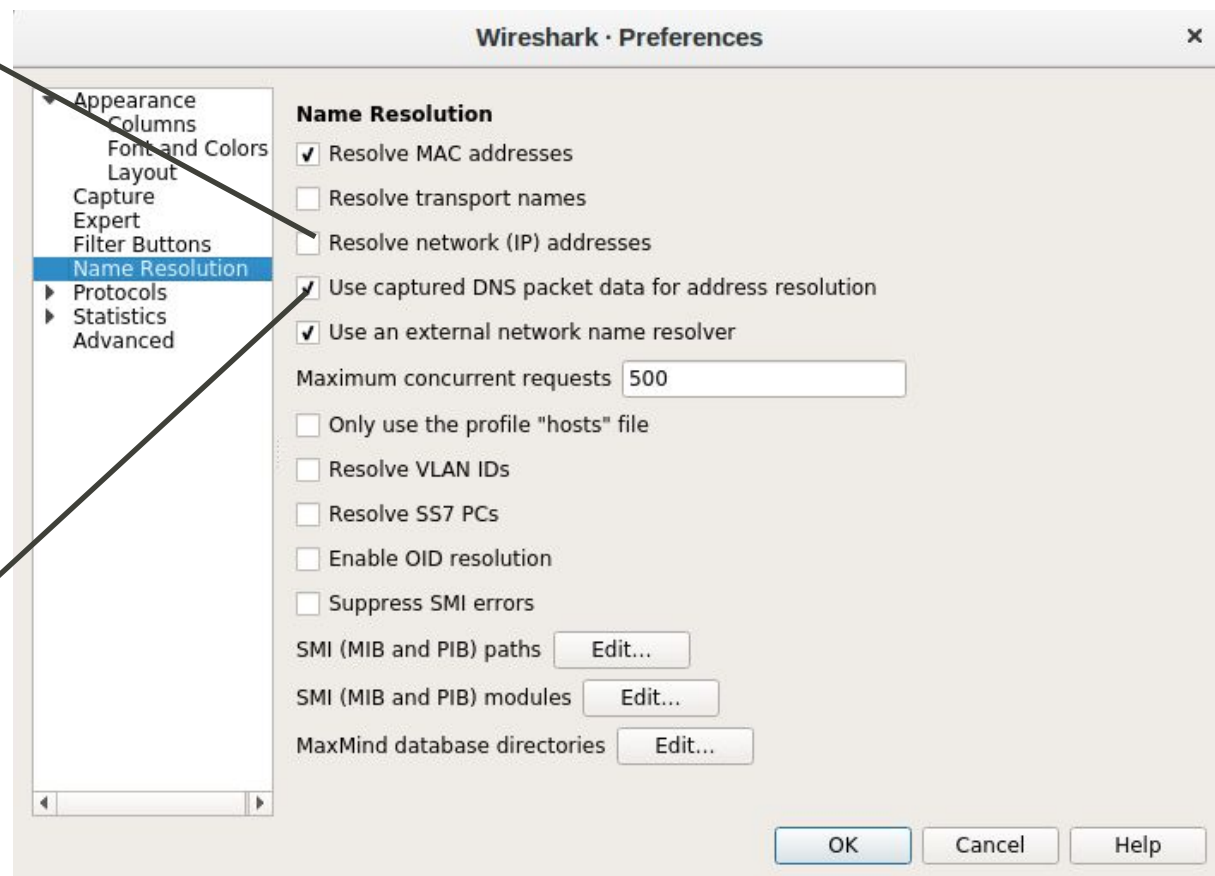 Wireshark · Preferences
Appearance
Columns
Font and Colors
Layout
Capture
Expert
Filter Buttons
Name Resolution
Protocols
Statistics
Advanced
Name Resolution
Resolve MAC addresses
Resolve transport names
Resolve network (IP) addresses
Use captured DNS packet data for address resolution
Use an external network name resolver
Maximum concurrent requests 500
Only use the profile "hosts" file
Resolve VLAN IDs
Resolve SS7 PCs
Enable OID resolution
Suppress SMI errors
SMI (MIB and PIB) paths Edit...
SMI (MIB and PIB) modules Edit...
MaxMind database directories Edit...
OK Cancel Help